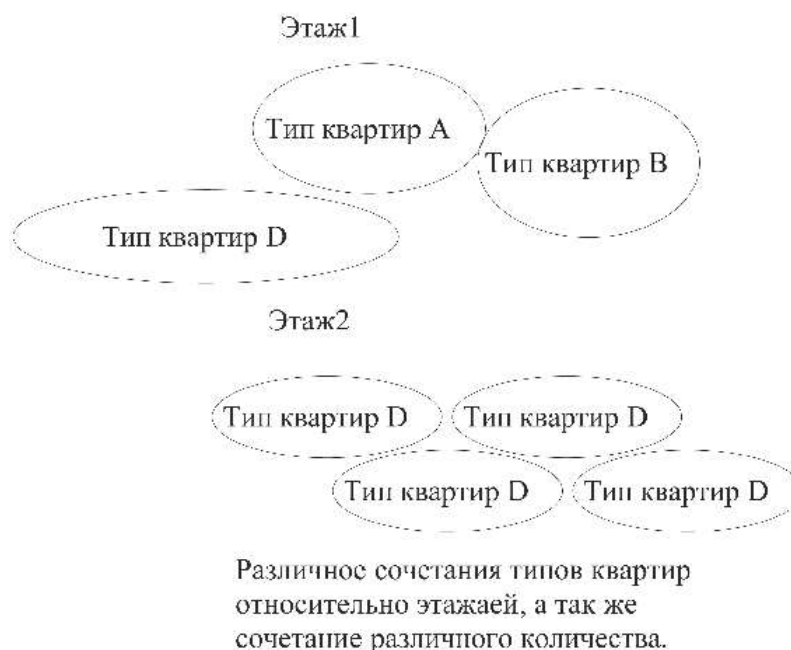 Этаж1
Тип квартир A
Тип квартир B
Тип квартир D
Этаж2
Тип квартир D
Тип квартир D
Тип квартир D
Тип квартир D
Различное сочстания типов квартир
относительно этажаей, а так же
сочетание различного количества.